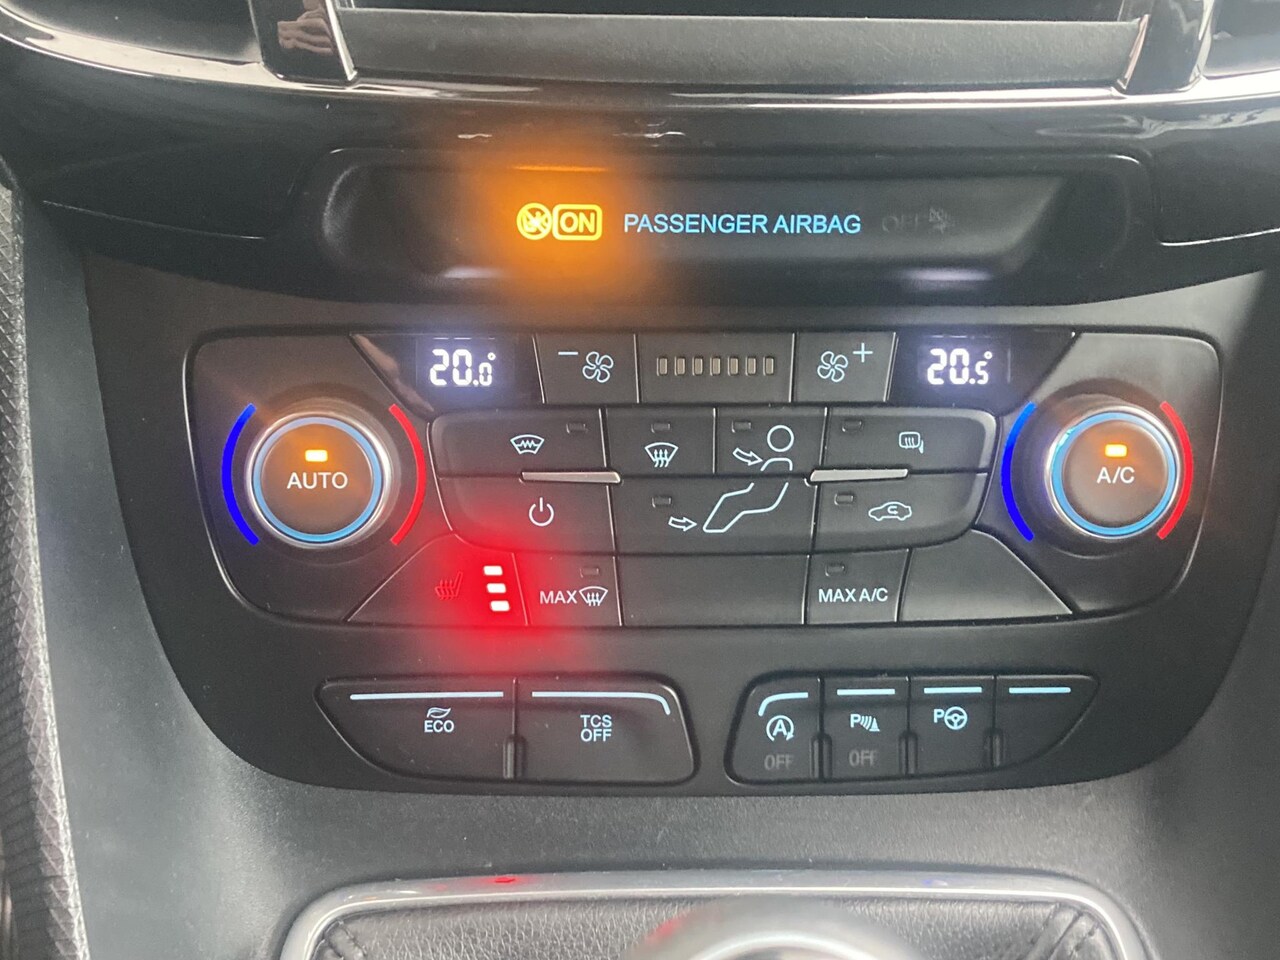 ON PASSENGER AIRBAG OFF
20.0 - + 20.5
AUTO
A/C
MAX
MAX A/C
ECO
TCS
OFF
A
OFF
P
OFF
P